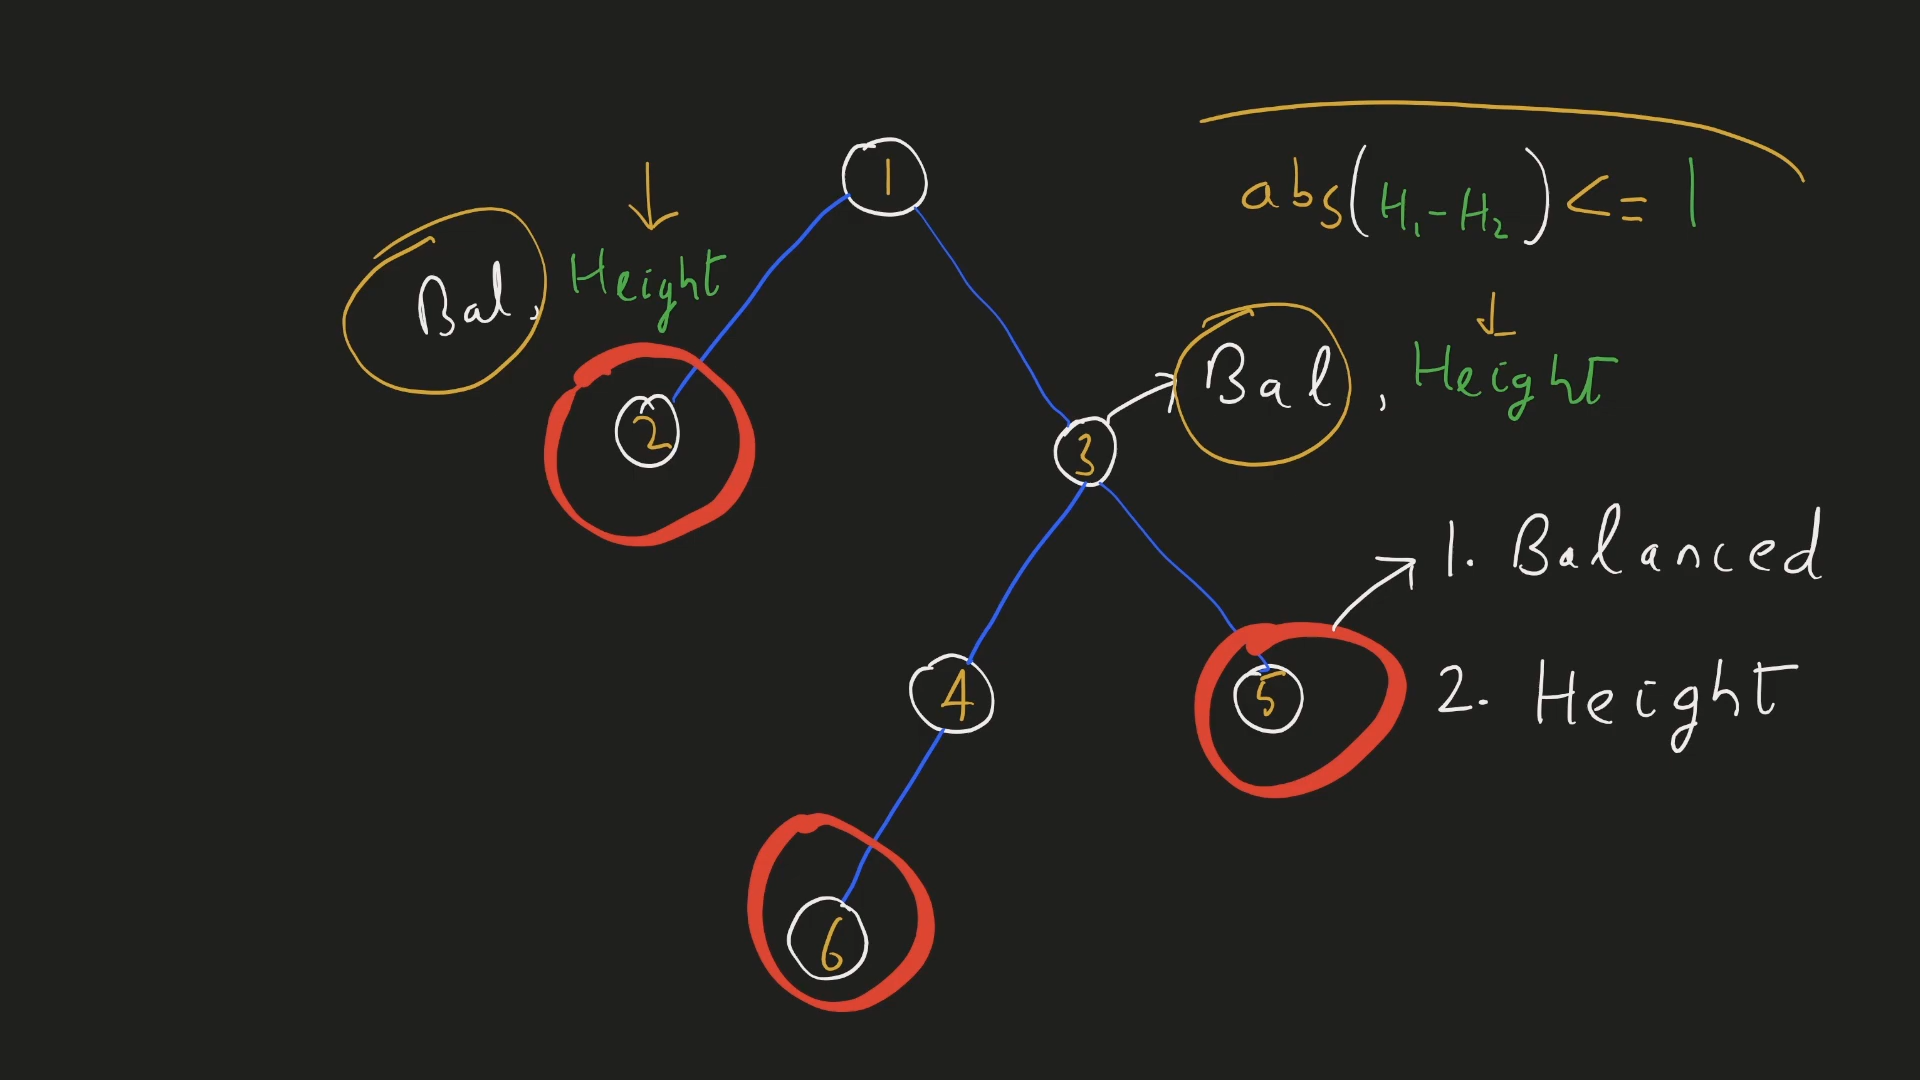 1
abs(H₁-H₂) <= 1
Bal, Height
Bal, Height
2
3
1. Balanced
4
5
2. Height
6